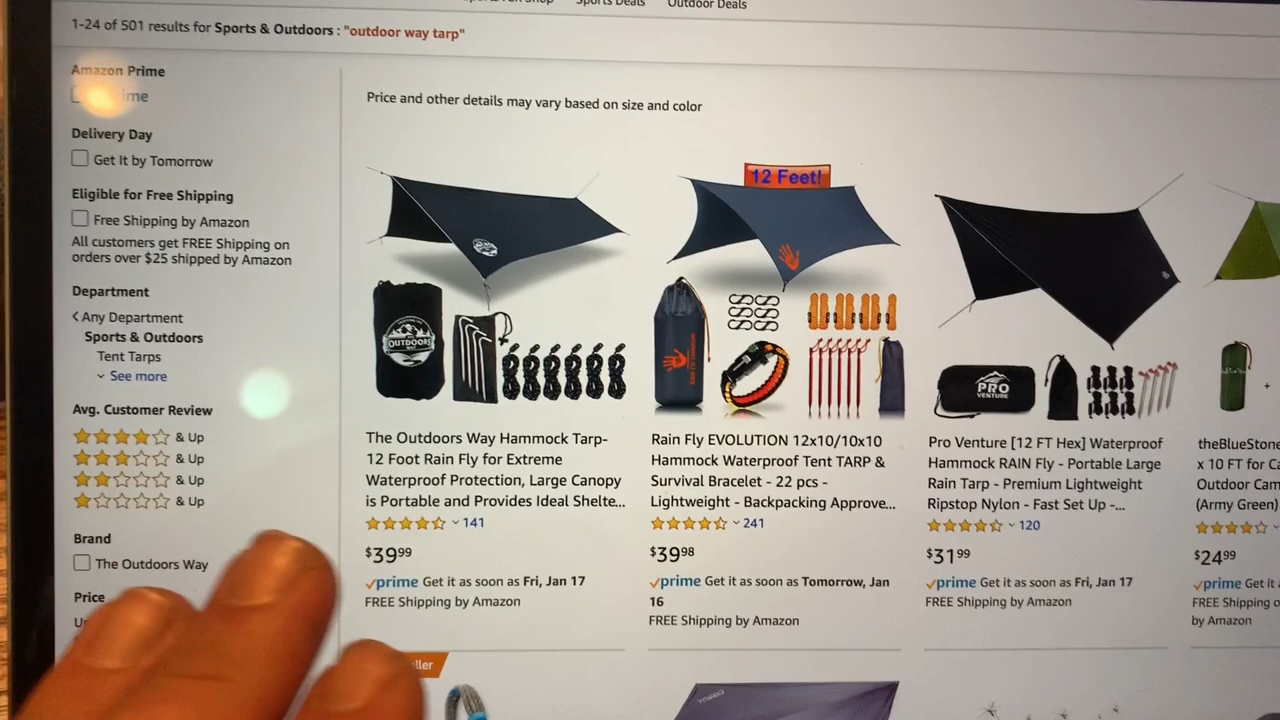 Sports Deals
Outdoor Deals
1-24 of 501 results for Sports & Outdoors : "outdoor way tarp"
Amazon Prime
Delivery Day
Get It by Tomorrow
Eligible for Free Shipping
Free Shipping by Amazon
All customers get FREE Shipping on
orders over $25 shipped by Amazon
Department
Any Department
Sports & Outdoors
Tent Tarps
See more
Avg. Customer Review
& Up
& Up
& Up
& Up
Brand
The Outdoors Way
Price
Price and other details may vary based on size and color
OUTDOORS
The Outdoors Way Hammock Tarp-
12 Foot Rain Fly for Extreme
Waterproof Protection, Large Canopy
is Portable and Provides Ideal Shelte...
141
$39 99
prime Get it as soon as Fri, Jan 17
FREE Shipping by Amazon
12 Feet!
Rain Fly EVOLUTION 12x10/10x10
Hammock Waterproof Tent TARP &
Survival Bracelet - 22 pcs -
Lightweight - Backpacking Approve...
241
$39 98
prime Get it as soon as Tomorrow, Jan
16
FREE Shipping by Amazon
PRO
VENTURE
Pro Venture [12 FT Hex] Waterproof
Hammock RAIN Fly - Portable Large
Rain Tarp - Premium Lightweight
Ripstop Nylon - Fast Set Up -...
120
$31 99
prime Get it as soon as Fri, Jan 17
FREE Shipping by Amazon
+
theBlueStone
x 10 FT for Ca
Outdoor Cam
(Army Green)
$24 99
prime Get it
FREE Shipping
by Amazon